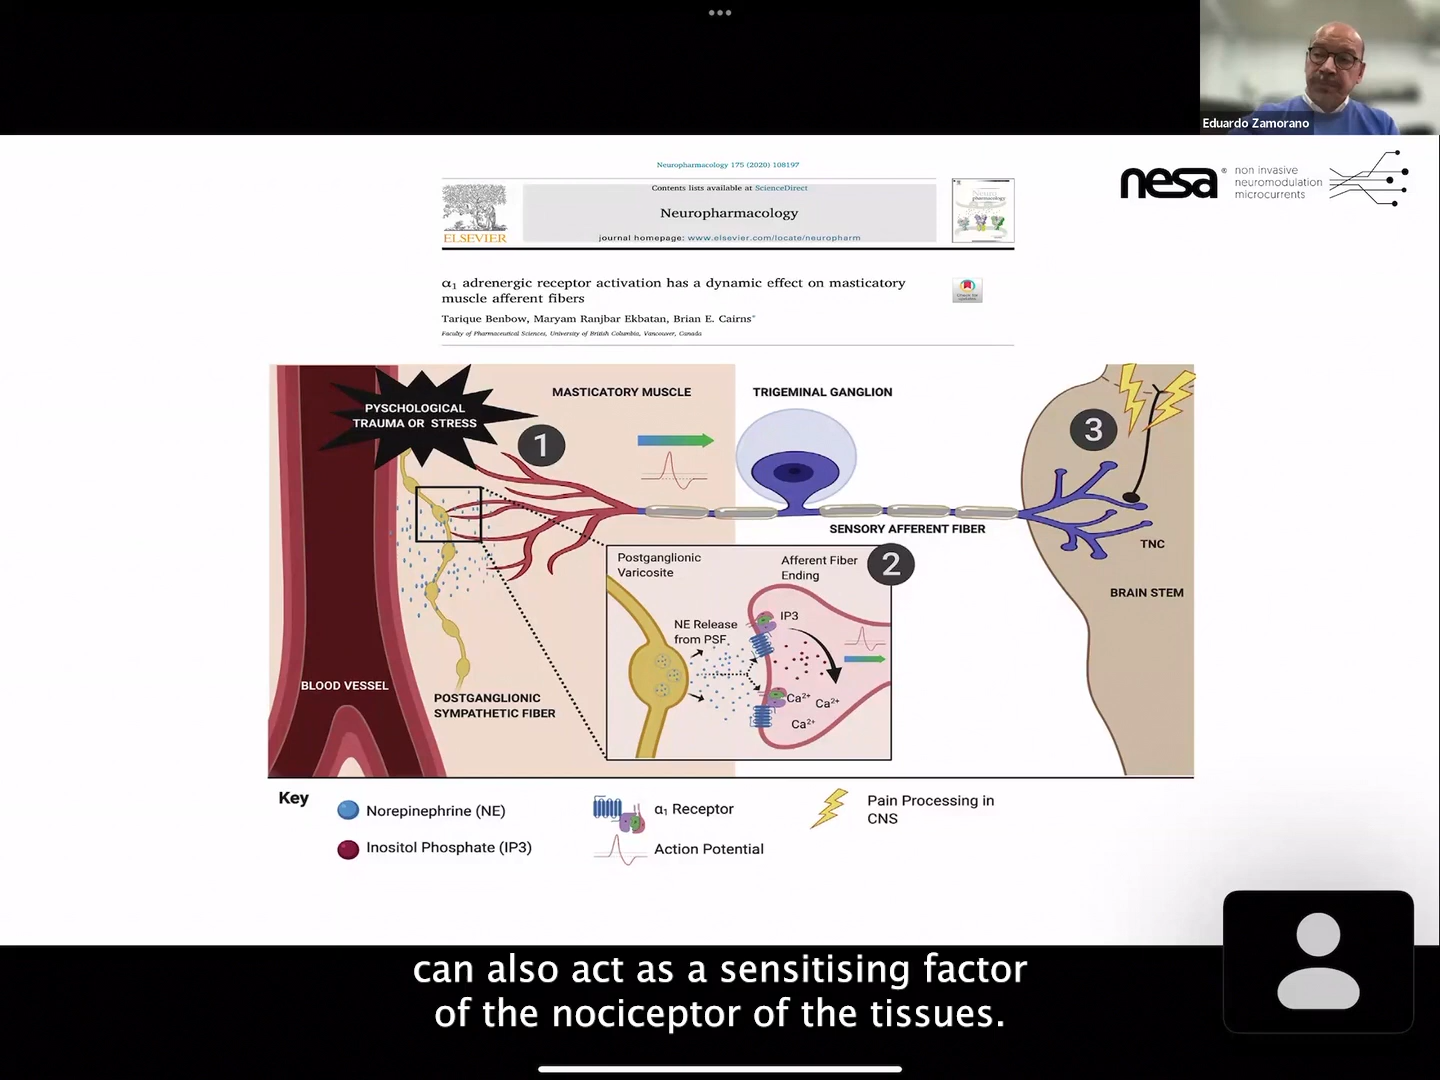 Eduardo Zamorano
Neuropharmacology 175 (2020) 108197
Contents lists available at ScienceDirect
Neuropharmacology
journal homepage: www.elsevier.com/locate/neuropharm
ELSEVIER
nesa®
non invasive
neuromodulation
microcurrents
α₁ adrenergic receptor activation has a dynamic effect on masticatory
muscle afferent fibers
Tarique Benbow, Maryam Ranjbar Ekbatan, Brian E. Cairns*
Faculty of Pharmaceutical Sciences, University of British Columbia, Vancouver, Canada
PYSCHOLOGICAL
TRAUMA OR STRESS
MASTICATORY MUSCLE
TRIGEMINAL GANGLION
1
3
SENSORY AFFERENT FIBER
TNC
BRAIN STEM
2
Postganglionic
Varicosite
Afferent Fiber
Ending
NE Release
from PSF
IP3
Ca²⁺
Ca²⁺
Ca²⁺
BLOOD VESSEL
POSTGANGLIONIC
SYMPATHETIC FIBER
Key
Norepinephrine (NE)
Inositol Phosphate (IP3)
α₁ Receptor
Action Potential
Pain Processing in
CNS
can also act as a sensitising factor
of the nociceptor of the tissues.